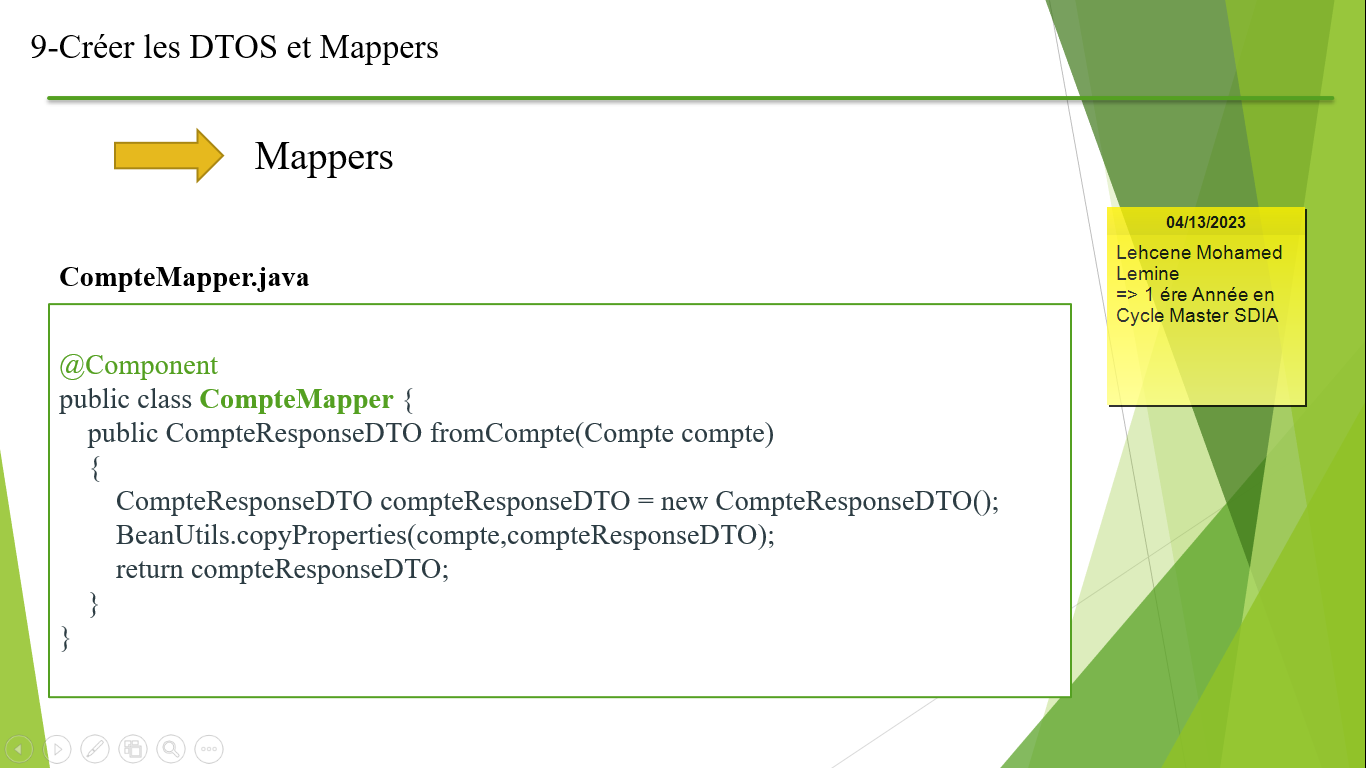 9-Créer les DTOS et Mappers
Mappers
CompteMapper.java
@Component
public class CompteMapper {
public CompteResponseDTO fromCompte(Compte compte)
{
CompteResponseDTO compteResponseDTO = new CompteResponseDTO();
BeanUtils.copyProperties(compte,compteResponseDTO);
return compteResponseDTO;
}
}
04/13/2023
Lehcene Mohamed
Lemine
=> 1 ére Année en
Cycle Master SDIA